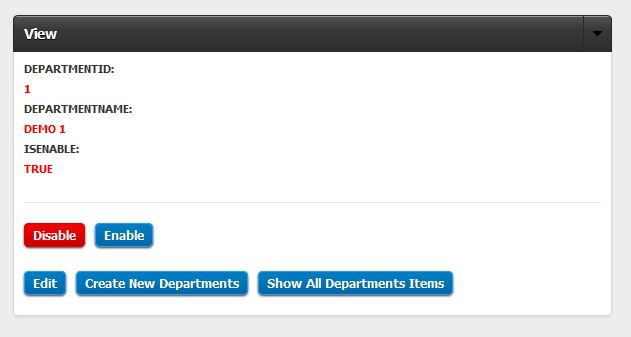 View
DEPARTMENTID:
1
DEPARTMENTNAME:
DEMO 1
ISENABLE:
TRUE
Disable Enable
Edit Create New Departments Show All Departments Items